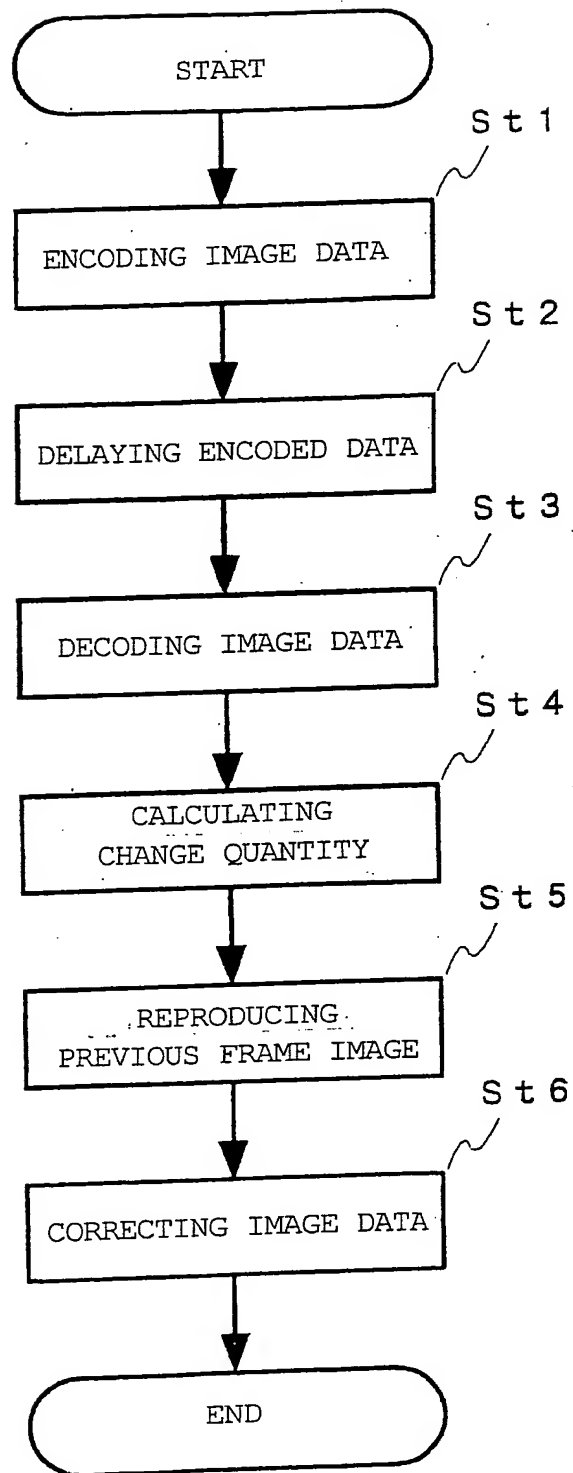 START
St1
ENCODING IMAGE DATA
St2
DELAYING ENCODED DATA
St3
DECODING IMAGE DATA
St4
CALCULATING
CHANGE QUANTITY
St5
REPRODUCING
PREVIOUS FRAME IMAGE
St6
CORRECTING IMAGE DATA
END